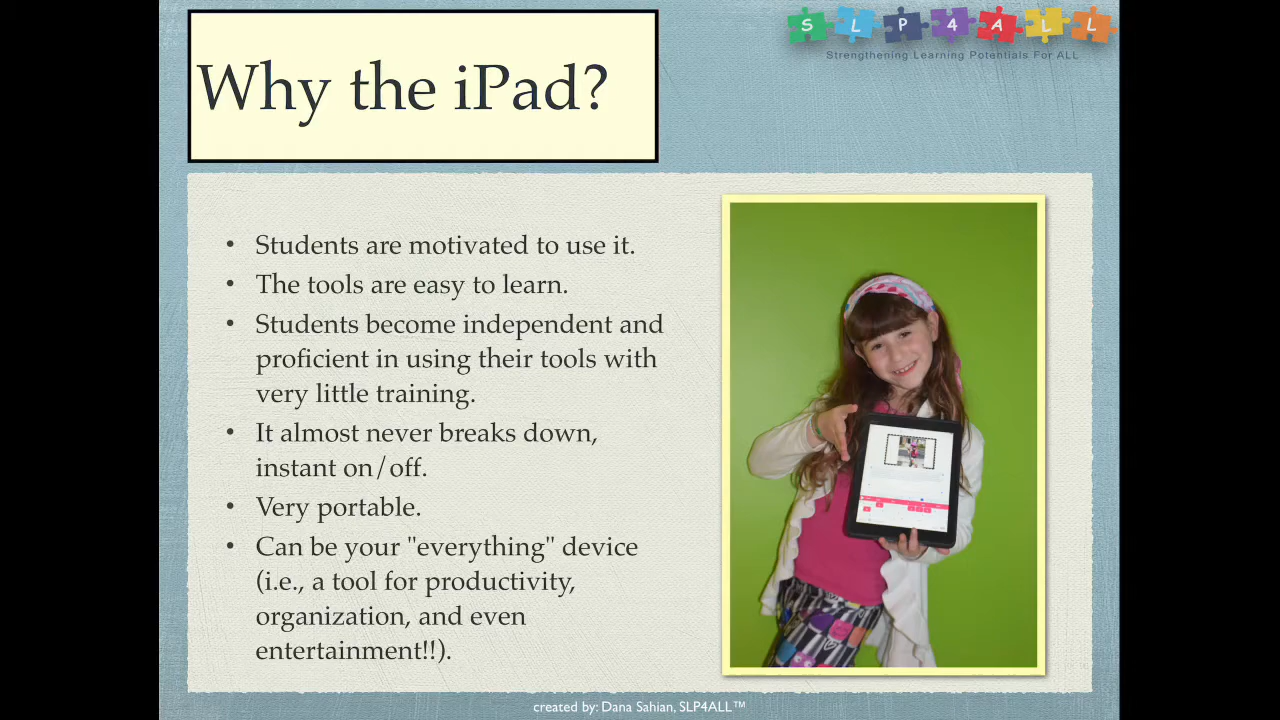 Why the iPad?
S L P 4 A L L
Strengthening Learning Potentials For ALL
• Students are motivated to use it.
• The tools are easy to learn.
• Students become independent and
proficient in using their tools with
very little training.
• It almost never breaks down,
instant on/off.
• Very portable.
• Can be your "everything" device
(i.e., a tool for productivity,
organization, and even
entertainment!!).
created by: Dana Sahian, SLP4ALL™